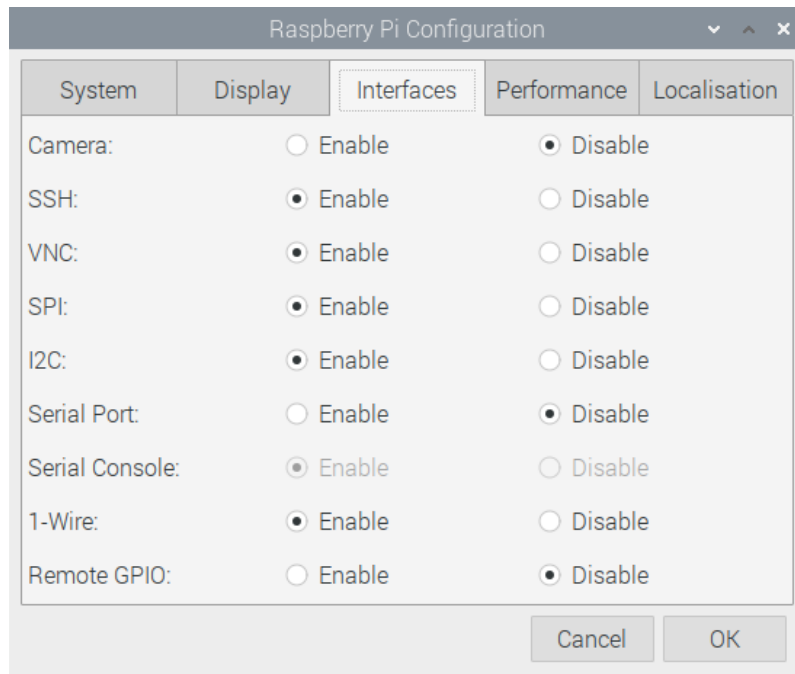 Raspberry Pi Configuration
System Display Interfaces Performance Localisation
Camera: Enable Disable
SSH: Enable Disable
VNC: Enable Disable
SPI: Enable Disable
I2C: Enable Disable
Serial Port: Enable Disable
Serial Console: Enable Disable
1-Wire: Enable Disable
Remote GPIO: Enable Disable
Cancel OK